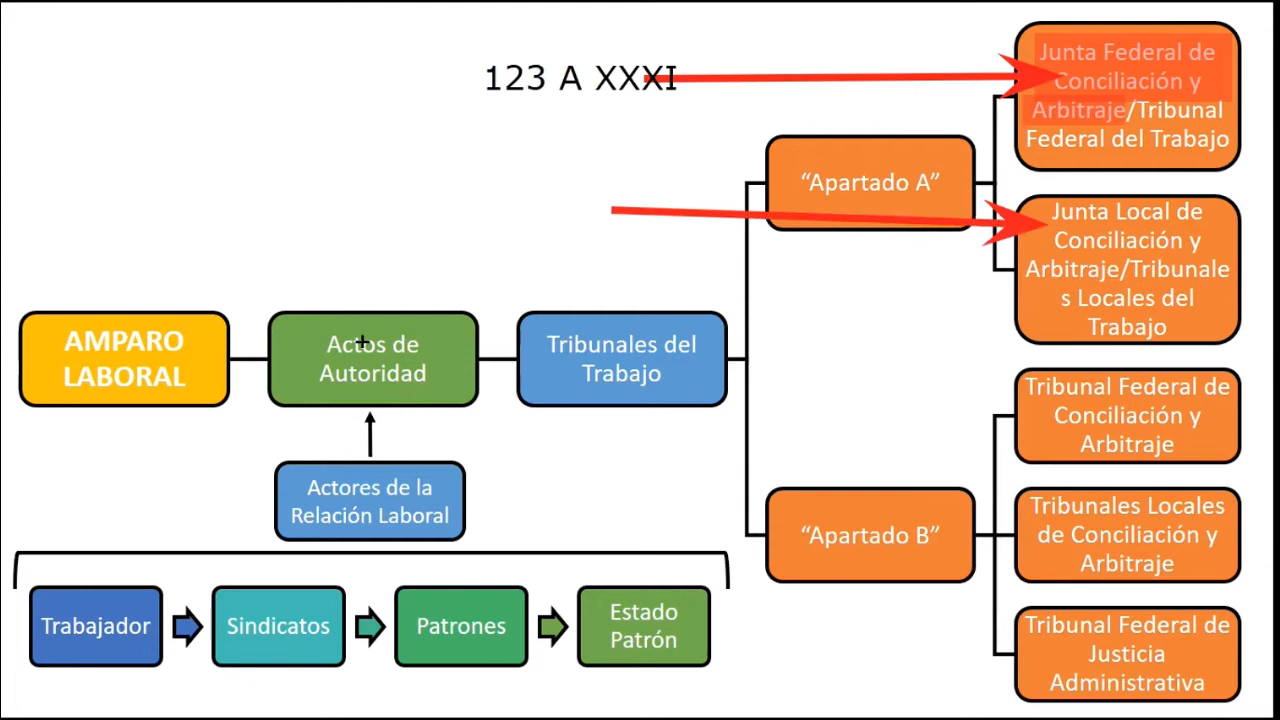 123 A XXXI
Junta Federal de
Conciliación y
Arbitraje/Tribunal
Federal del Trabajo
“Apartado A”
Junta Local de
Conciliación y
Arbitraje/Tribunale
s Locales del
Trabajo
AMPARO
LABORAL
Actos de
Autoridad
Tribunales del
Trabajo
Tribunal Federal de
Conciliación y
Arbitraje
Actores de la
Relación Laboral
“Apartado B”
Tribunales Locales
de Conciliación y
Arbitraje
Trabajador
Sindicatos
Patrones
Estado
Patrón
Tribunal Federal de
Justicia
Administrativa